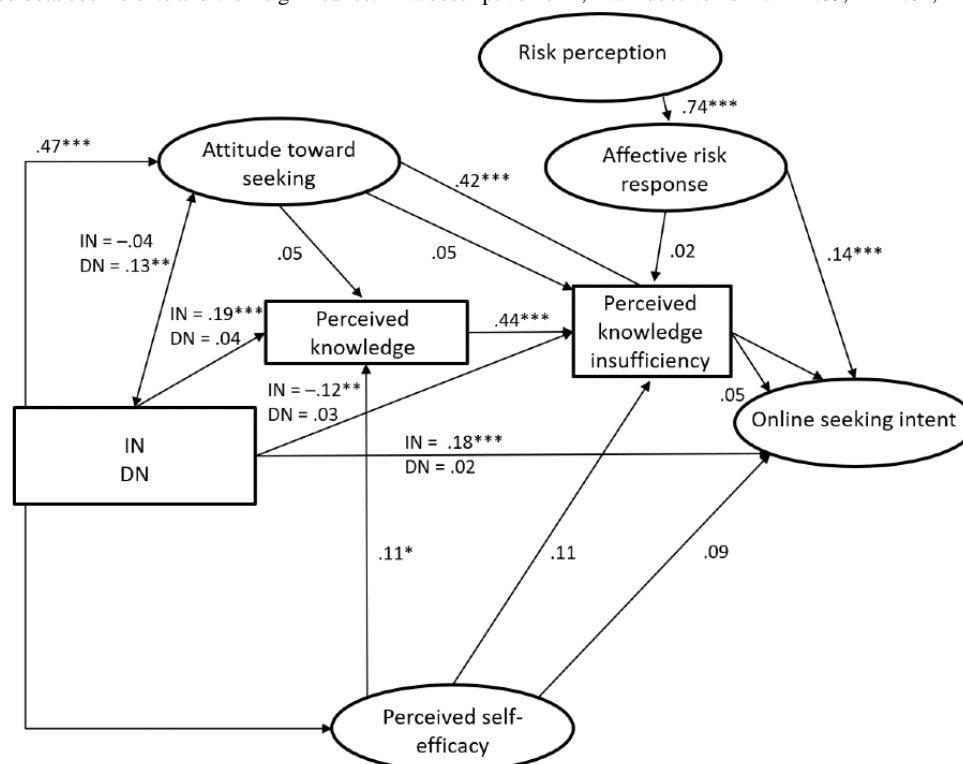 Risk perception
.74***
.47***
Attitude toward
seeking
Affective risk
response
.42***
IN = –.04
DN = .13**
.05
.05
.02
.14***
IN = .19***
DN = .04
Perceived
knowledge
.44***
Perceived
knowledge
insufficiency
IN = –.12**
DN = .03
.05
Online seeking intent
IN
DN
IN = .18***
DN = .02
.11*
.11
.09
Perceived self-
efficacy